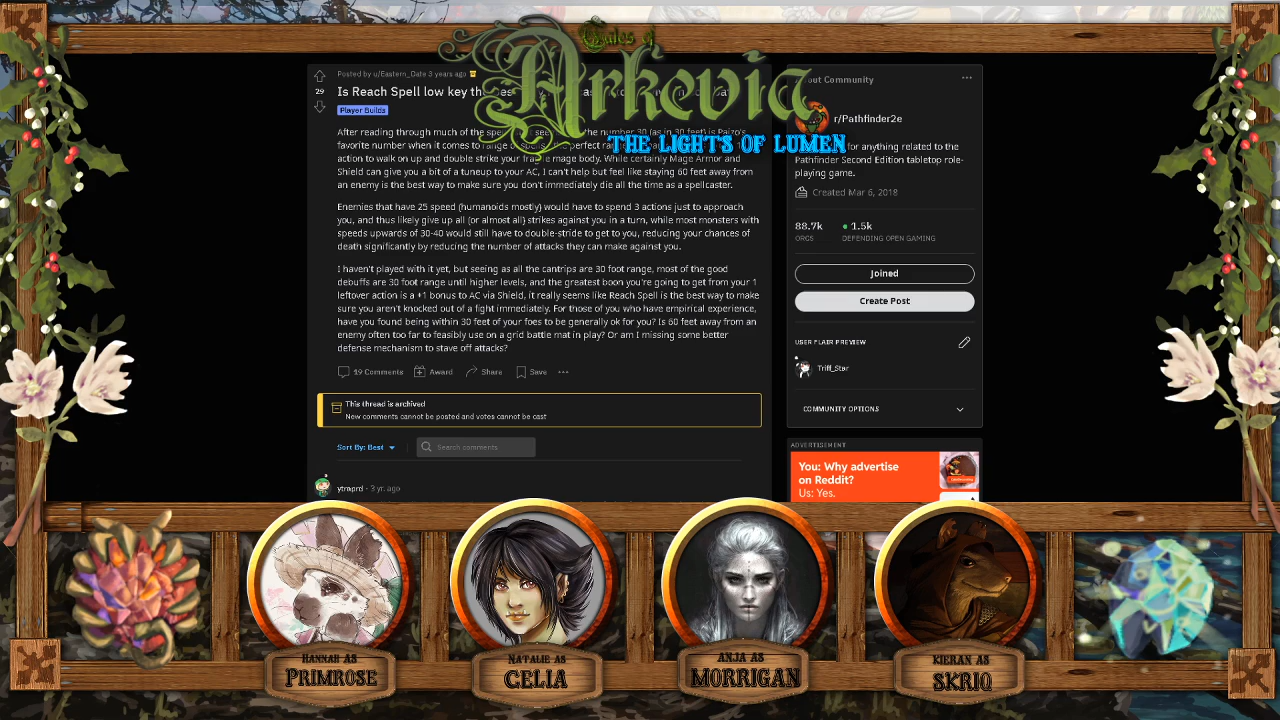 Tales of
Arkevia
THE LIGHTS OF LUMEN
Posted by u/Eastern_Date 3 years ago
29
Is Reach Spell low key the
Player Builds
After reading through much of the the number 30 (as in 30 feet) is Paizo's
favorite number when it comes to range
action to walk on up and double strike your fragile mage body. While certainly Mage Armor and
Shield can give you a bit of a tuneup to your AC, I can't help but feel like staying 60 feet away from
an enemy is the best way to make sure you don't immediately die all the time as a spellcaster.
Enemies that have 25 speed (humanoids mostly) would have to spend 3 actions just to approach
you, and thus likely give up all (or almost all) strikes against you in a turn, while most monsters with
speeds upwards of 30-40 would still have to double-stride to get to you, reducing your chances of
death significantly by reducing the number of attacks they can make against you.
I haven't played with it yet, but seeing as all the cantrips are 30 foot range, most of the good
debuffs are 30 foot range until higher levels, and the greatest boon you're going to get from your 1
leftover action is a +1 bonus to AC via Shield, it really seems like Reach Spell is the best way to make
sure you aren't knocked out of a fight immediately. For those of you who have empirical experience,
have you found being within 30 feet of your foes to be generally ok for you? Is 60 feet away from an
enemy often too far to feasibly use on a grid battle mat in play? Or am I missing some better
defense mechanism to stave off attacks?
19 Comments Award Share Save
This thread is archived
New comments cannot be posted and votes cannot be cast
Sort By: Best Search comments
ytraprd · 3 yr. ago
Community
r/Pathfinder2e
for anything related to the
Pathfinder Second Edition tabletop role-
playing game.
Created Mar 6, 2018
88.7k 1.5k
ORCS DEFENDING OPEN GAMING
Joined
Create Post
USER FLAIR PREVIEW
Triff_Star
COMMUNITY OPTIONS
ADVERTISEMENT
You: Why advertise
on Reddit?
Us: Yes.
HANNAH AS
PRIMROSE
NATALIE AS
CELIA
ANJA AS
MORRIGAN
KIERAN AS
SKRIQ